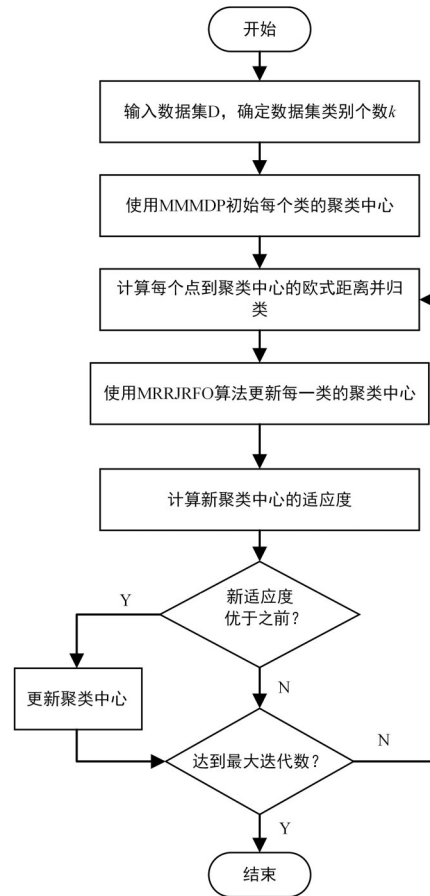 开始
输入数据集D，确定数据集类别个数k
使用MMMDP初始每个类的聚类中心
计算每个点到聚类中心的欧式距离并归
类
使用MRRJRFO算法更新每一类的聚类中心
计算新聚类中心的适应度
新适应度
优于之前？
Y
更新聚类中心
N
达到最大迭代数？
N
Y
结束